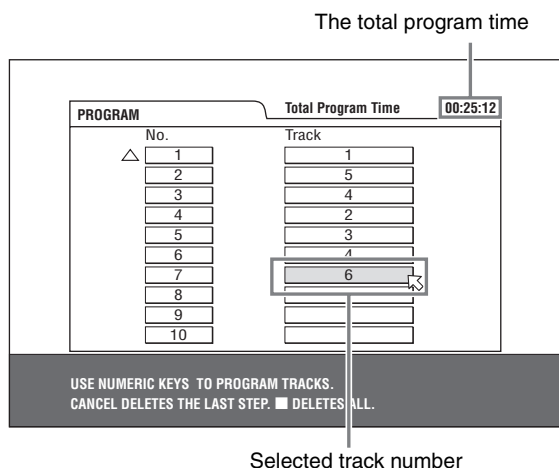 The total program time
PROGRAM Total Program Time 00:25:12
No. Track
1 1
2 5
3 4
4 2
5 3
6 4
7 6
8
9
10
USE NUMERIC KEYS TO PROGRAM TRACKS.
CANCEL DELETES THE LAST STEP. ■ DELETES ALL.
Selected track number